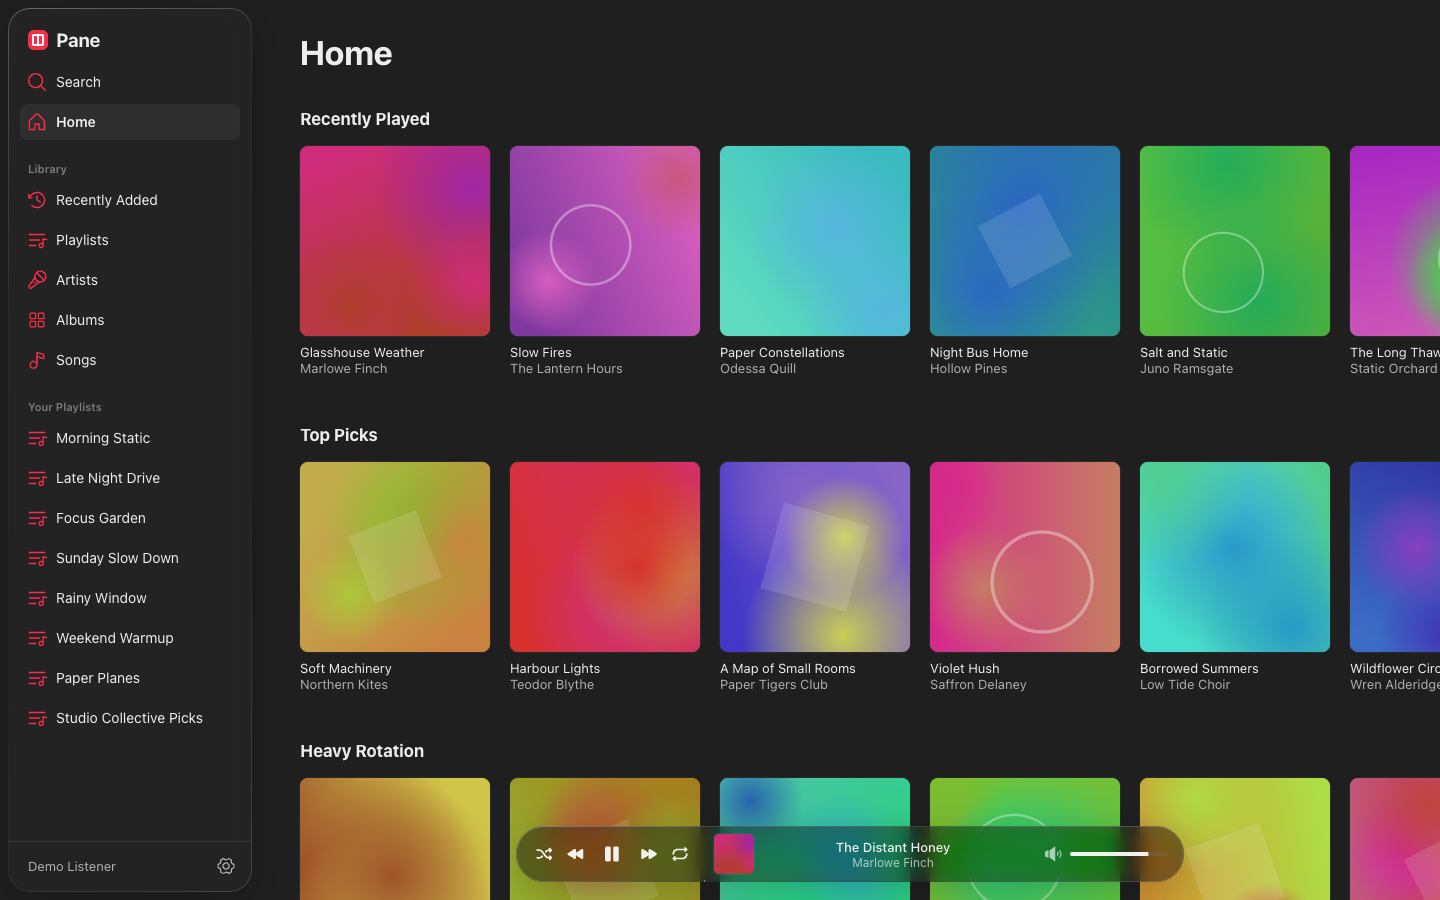 Pane
Search
Home
Library
Recently Added
Playlists
Artists
Albums
Songs
Your Playlists
Morning Static
Late Night Drive
Focus Garden
Sunday Slow Down
Rainy Window
Weekend Warmup
Paper Planes
Studio Collective Picks
Demo Listener
Home
Recently Played
Glasshouse Weather
Marlowe Finch
Slow Fires
The Lantern Hours
Paper Constellations
Odessa Quill
Night Bus Home
Hollow Pines
Salt and Static
Juno Ramsgate
The Long Thaw
Static Orchard
Top Picks
Soft Machinery
Northern Kites
Harbour Lights
Teodor Blythe
A Map of Small Rooms
Paper Tigers Club
Violet Hush
Saffron Delaney
Borrowed Summers
Low Tide Choir
Wildflower Circ
Wren Alderidge
Heavy Rotation
The Distant Honey
Marlowe Finch